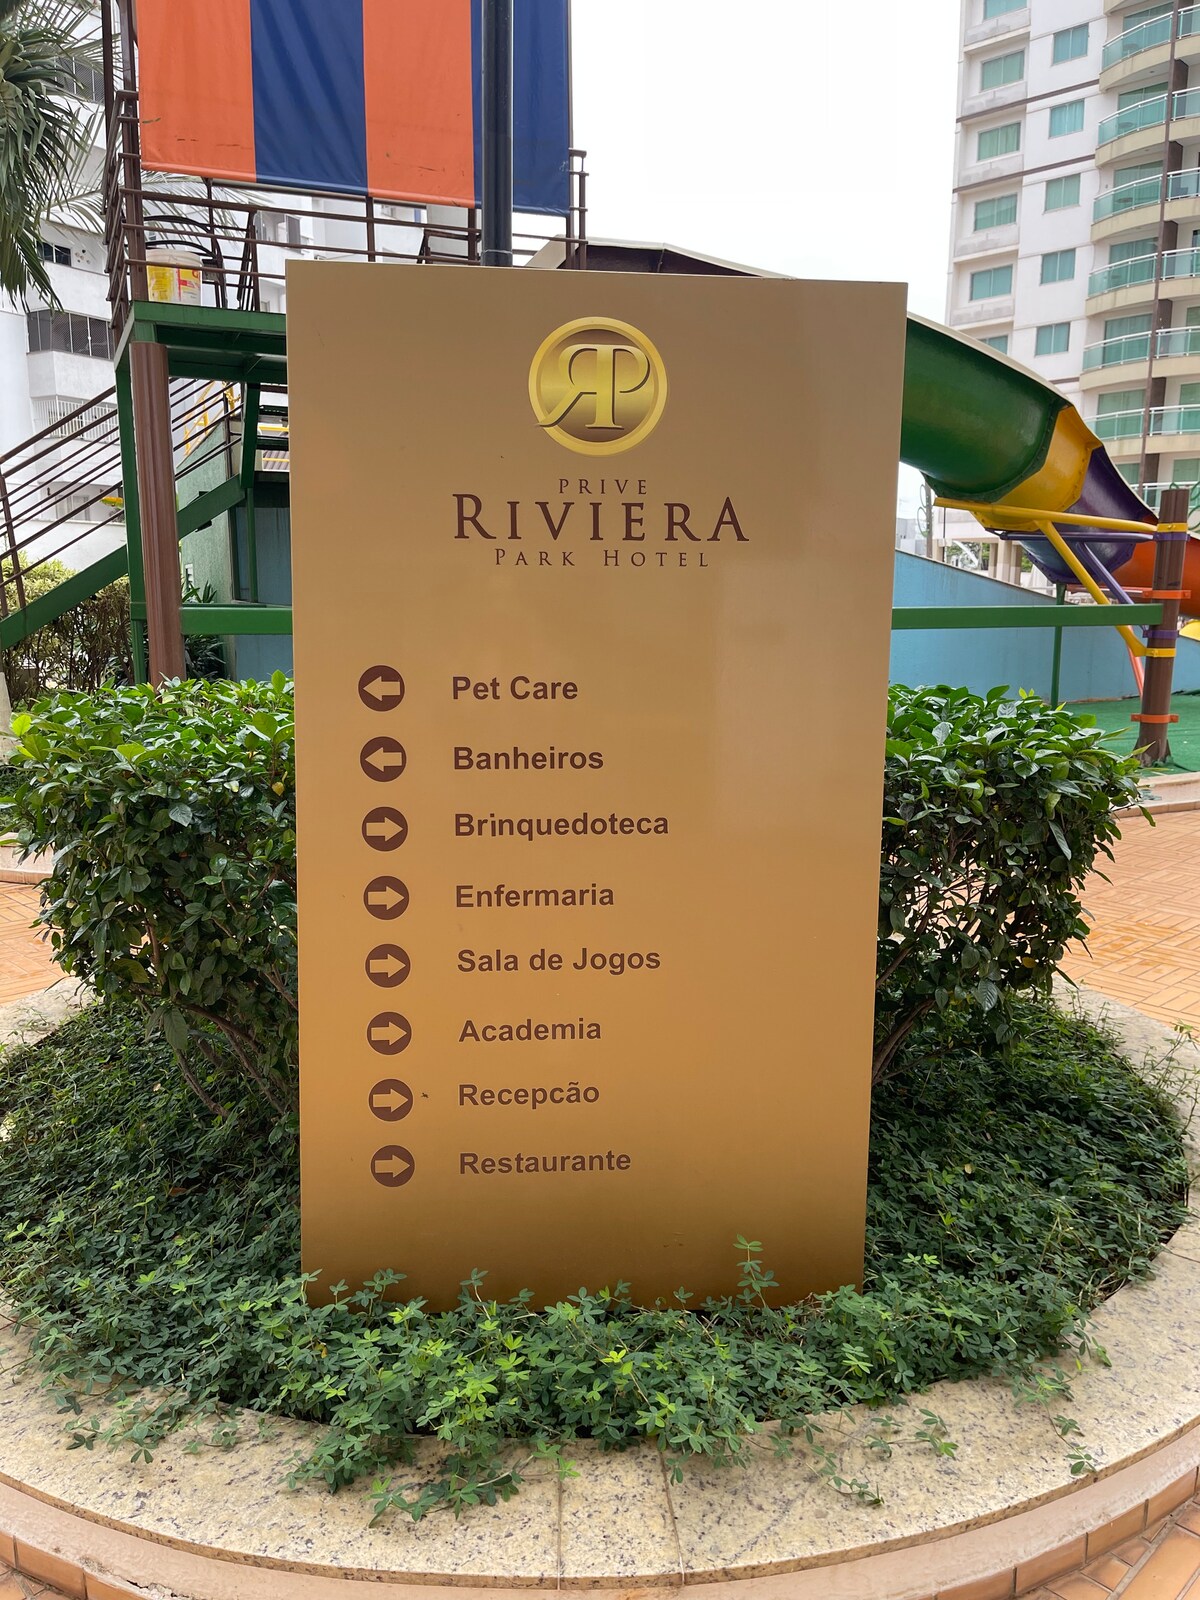 RP
PRIVE
RIVIERA
PARK HOTEL
Pet Care
Banheiros
Brinquedoteca
Enfermaria
Sala de Jogos
Academia
Recepcão
Restaurante